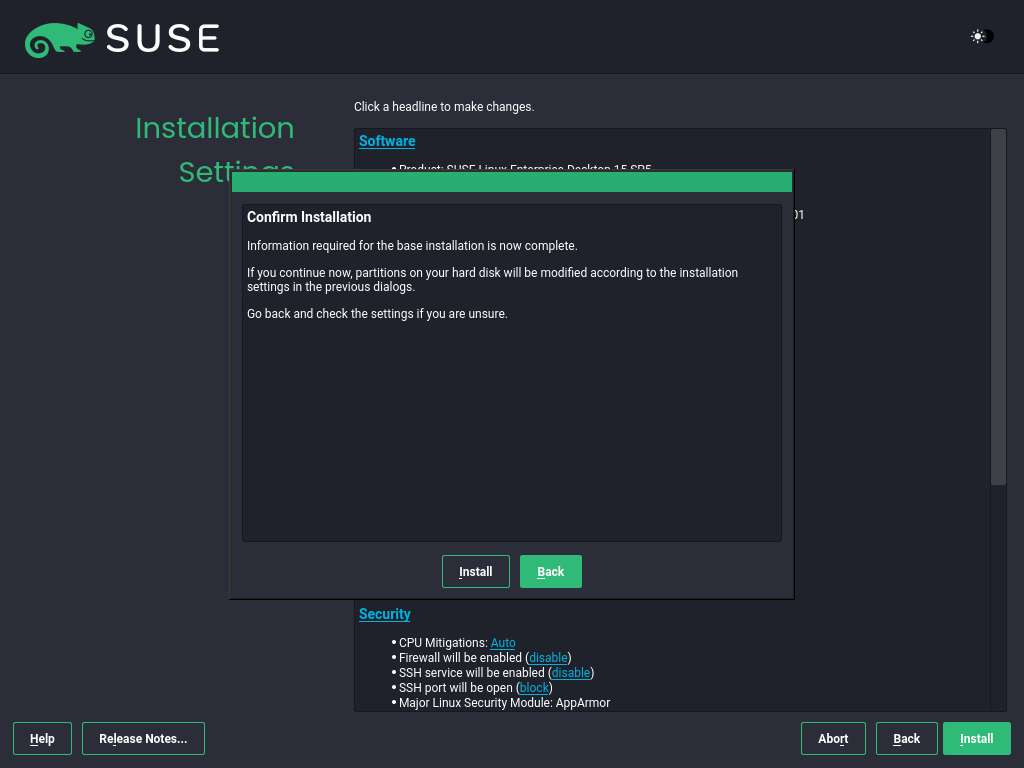 SUSE
Click a headline to make changes.
Installation
Settings
Software
Product: SUSE Linux Enterprise Desktop 15 SP5
01
Confirm Installation
Information required for the base installation is now complete.
If you continue now, partitions on your hard disk will be modified according to the installation
settings in the previous dialogs.
Go back and check the settings if you are unsure.
Install Back
Security
• CPU Mitigations: Auto
• Firewall will be enabled (disable)
• SSH service will be enabled (disable)
• SSH port will be open (block)
• Major Linux Security Module: AppArmor
Help Release Notes... Abort Back Install